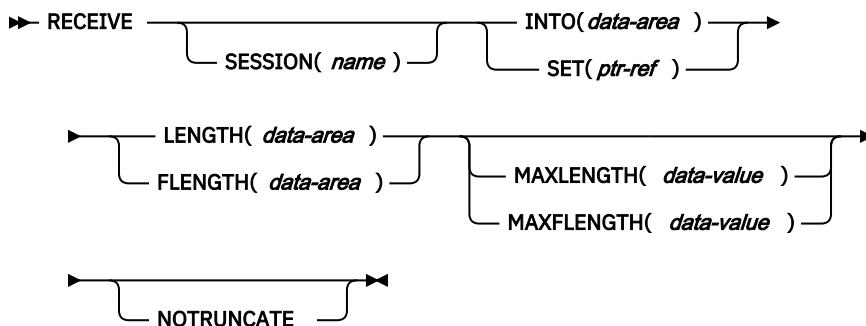 RECEIVE INTO( data-area )
SESSION( name ) SET( ptr-ref )
LENGTH( data-area )
FLENGTH( data-area ) MAXLENGTH( data-value )
MAXFLENGTH( data-value )
NOTRUNCATE